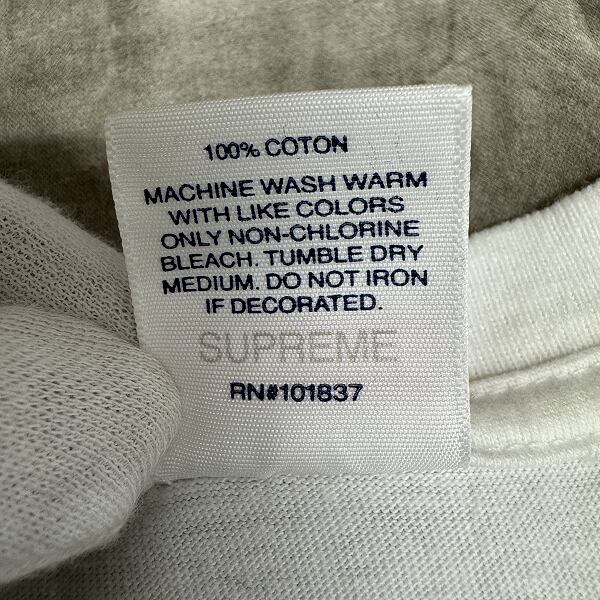 100% COTON
MACHINE WASH WARM
WITH LIKE COLORS
ONLY NON-CHLORINE
BLEACH. TUMBLE DRY
MEDIUM. DO NOT IRON
IF DECORATED.
SUPREME
RN#101837